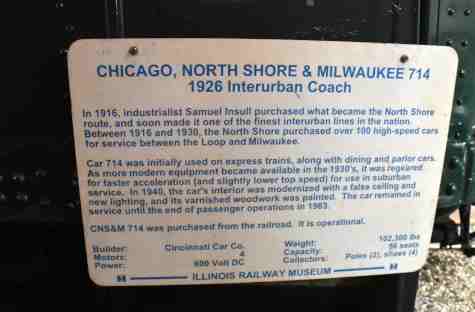 CHICAGO, NORTH SHORE & MILWAUKEE 714
1926 Interurban Coach
In 1916, industrialist Samuel Insull purchased what became the North Shore
route, and soon made it one of the finest interurban lines in the nation.
Between 1916 and 1930, the North Shore purchased over 100 high-speed cars
for service between the Loop and Milwaukee.
Car 714 was initially used on express trains, along with dining and parlor cars.
As more modern equipment became available in the 1930's, it was regeared
for faster acceleration (and slightly lower top speed) for use in suburban
service. In 1940, the car's interior was modernized with a false ceiling and
new lighting, and its varnished woodwork was painted. The car remained in
service until the end of passenger operations in 1963.
CNS&M 714 was purchased from the railroad. It is operational.
Builder: Cincinnati Car Co. Weight: 102,300 lbs
Motors: 4 Capacity: 56 seats
Power: 600 Volt DC Collectors: Poles (2), shoes (4)
ILLINOIS RAILWAY MUSEUM